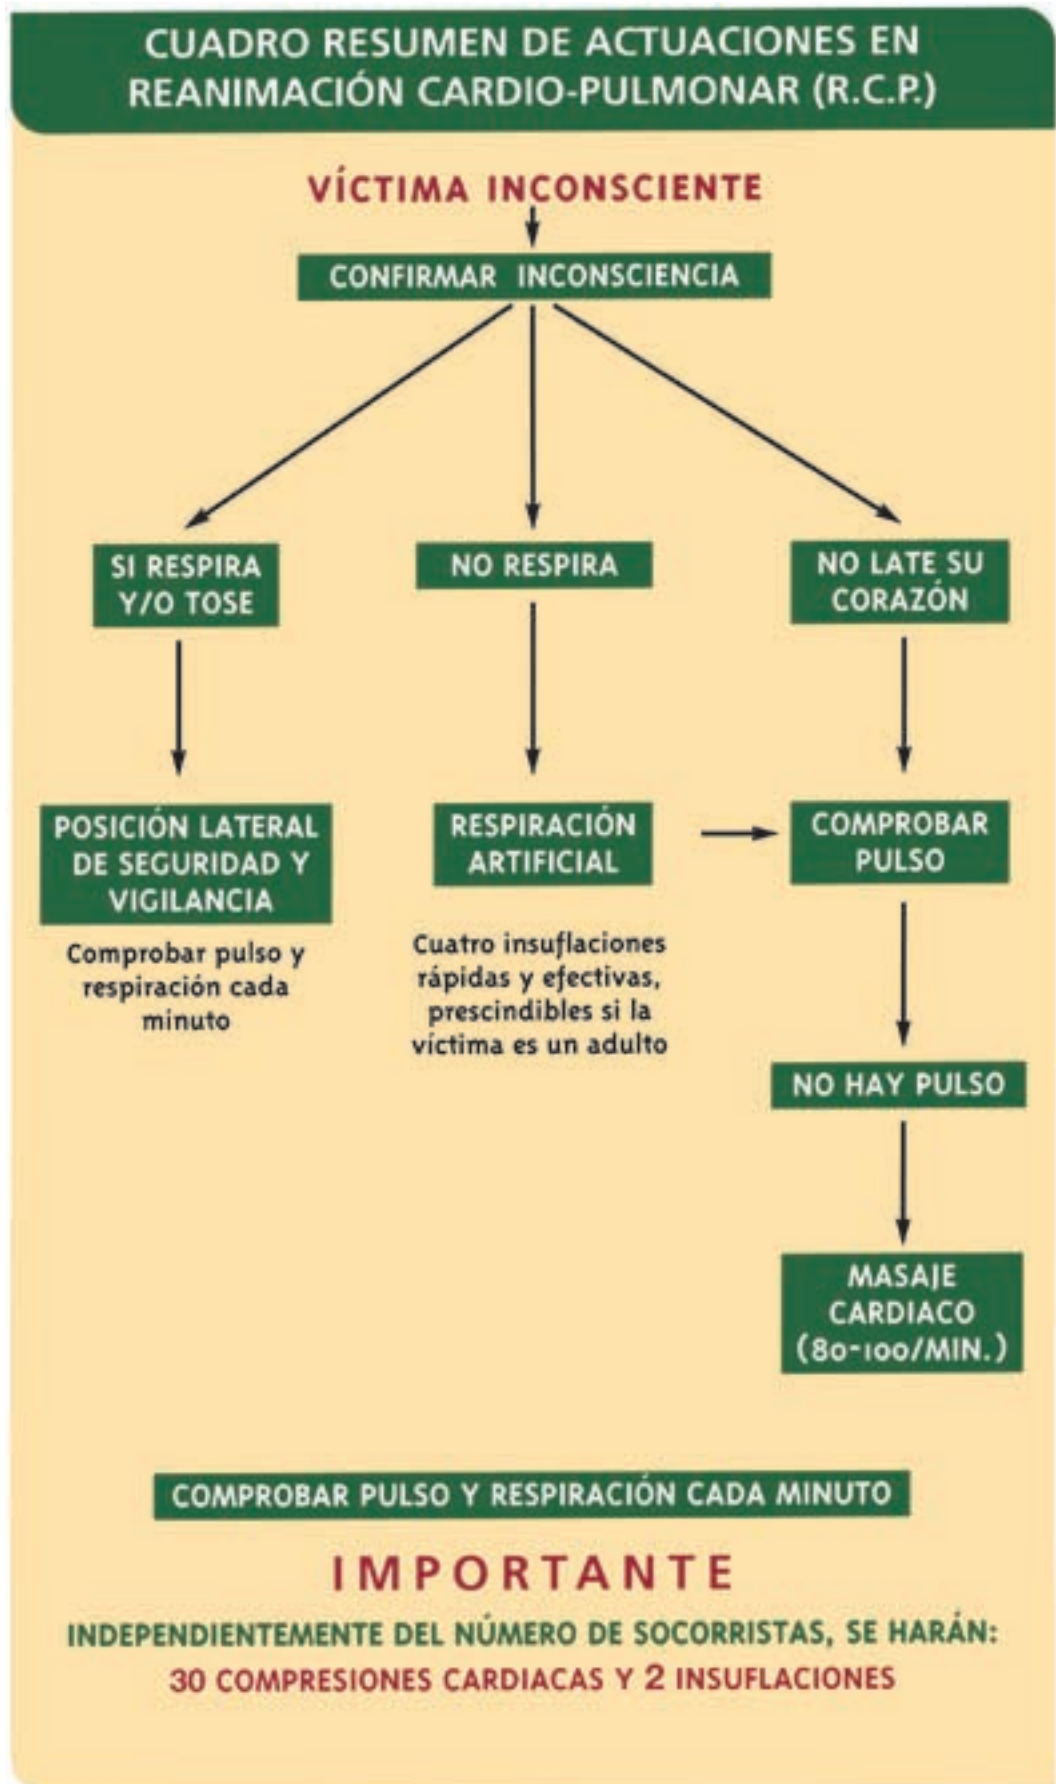 CUADRO RESUMEN DE ACTUACIONES EN
REANIMACIÓN CARDIO-PULMONAR (R.C.P.)
VÍCTIMA INCONSCIENTE
CONFIRMAR INCONSCIENCIA
SI RESPIRA
Y/O TOSE
NO RESPIRA
NO LATE SU
CORAZÓN
POSICIÓN LATERAL
DE SEGURIDAD Y
VIGILANCIA
Comprobar pulso y
respiración cada
minuto
RESPIRACIÓN
ARTIFICIAL
Cuatro insuflaciones
rápidas y efectivas,
prescindibles si la
víctima es un adulto
COMPROBAR
PULSO
NO HAY PULSO
MASAJE
CARDIACO
(80-100/MIN.)
COMPROBAR PULSO Y RESPIRACIÓN CADA MINUTO
IMPORTANTE
INDEPENDIENTEMENTE DEL NÚMERO DE SOCORRISTAS, SE HARÁN:
30 COMPRESIONES CARDIACAS Y 2 INSUFLACIONES